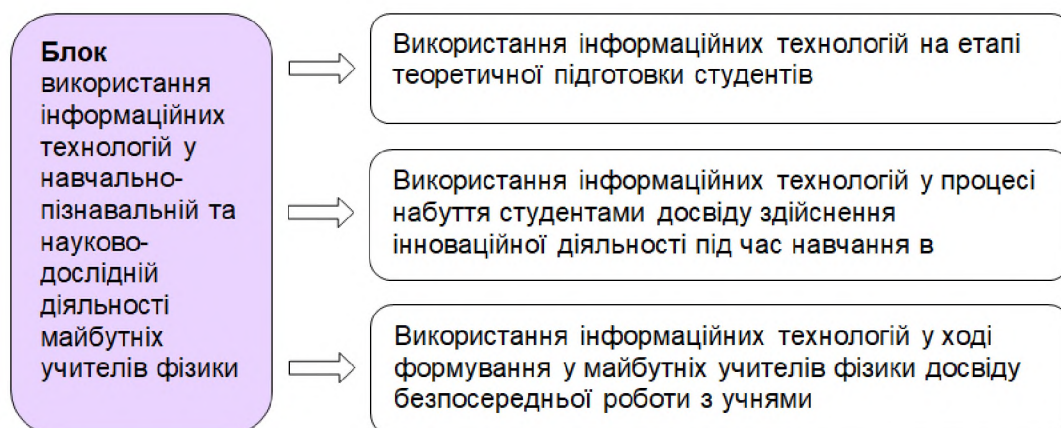 Блок
використання
інформаційних
технологій у
навчально-
пізнавальній та
науково-
дослідній
діяльності
майбутніх
учителів фізики
Використання інформаційних технологій на етапі
теоретичної підготовки студентів
Використання інформаційних технологій у процесі
набуття студентами досвіду здійснення
інноваційної діяльності під час навчання в
Використання інформаційних технологій у ході
формування у майбутніх учителів фізики досвіду
безпосередньої роботи з учнями